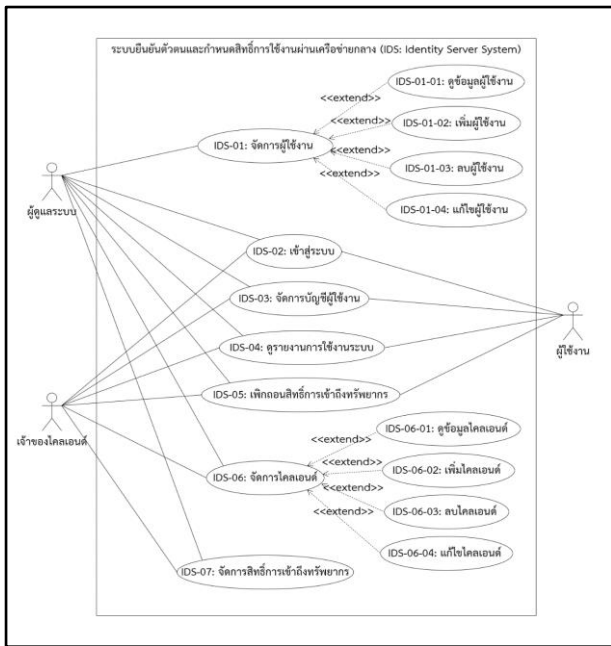 ระบบยืนยันตัวตนและกำหนดสิทธิ์การใช้งานผ่านเครือข่ายกลาง (IDS: Identity Server System)
IDS-01-01: ดูข้อมูลผู้ใช้งาน
<<extend>>
IDS-01-02: เพิ่มผู้ใช้งาน
<<extend>>
IDS-01: จัดการผู้ใช้งาน
<<extend>>
IDS-01-03: ลบผู้ใช้งาน
<<extend>>
IDS-01-04: แก้ไขผู้ใช้งาน
ผู้ดูแลระบบ
IDS-02: เข้าสู่ระบบ
IDS-03: จัดการบัญชีผู้ใช้งาน
IDS-04: ดูรายงานการใช้งานระบบ
ผู้ใช้งาน
IDS-05: เพิกถอนสิทธิ์การเข้าถึงทรัพยากร
เจ้าของไคลเอนต์
IDS-06-01: ดูข้อมูลไคลเอนต์
<<extend>>
IDS-06-02: เพิ่มไคลเอนต์
<<extend>>
IDS-06: จัดการไคลเอนต์
<<extend>>
IDS-06-03: ลบไคลเอนต์
<<extend>>
IDS-06-04: แก้ไขไคลเอนต์
IDS-07: จัดการสิทธิ์การเข้าถึงทรัพยากร